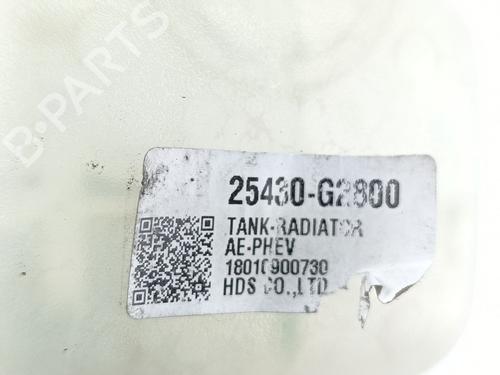 B-PARTS
25430-G2800
TANK-RADIATOR
AE-PHEV
18010900730
HDS CO.,LTD